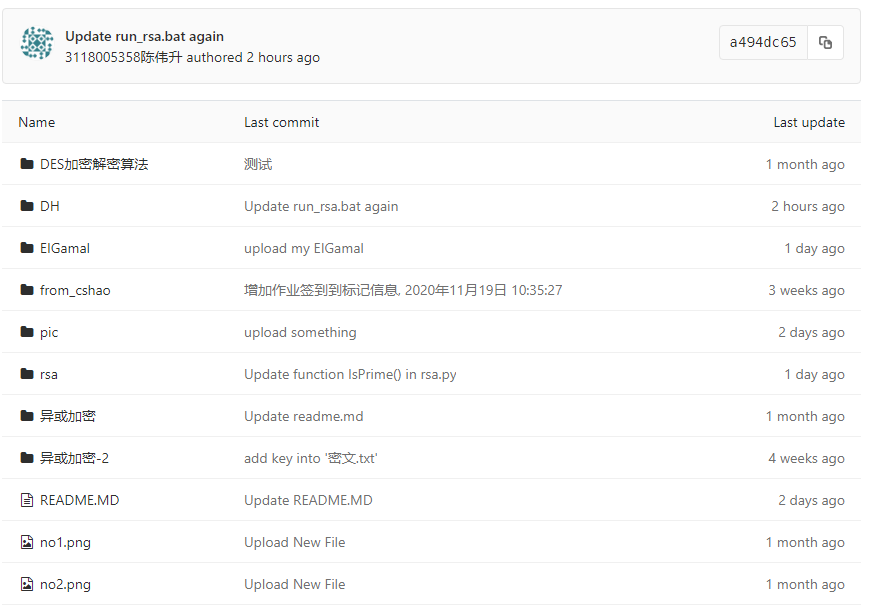 Update run_rsa.bat again
3118005358陈伟升 authored 2 hours ago
a494dc65
Name Last commit Last update
DES加密解密算法 测试 1 month ago
DH Update run_rsa.bat again 2 hours ago
ElGamal upload my ElGamal 1 day ago
from_cshao 增加作业签到到标记信息, 2020年11月19日 10:35:27 3 weeks ago
pic upload something 2 days ago
rsa Update function IsPrime() in rsa.py 1 day ago
异或加密 Update readme.md 1 month ago
异或加密-2 add key into '密文.txt' 4 weeks ago
README.MD Update README.MD 2 days ago
no1.png Upload New File 1 month ago
no2.png Upload New File 1 month ago